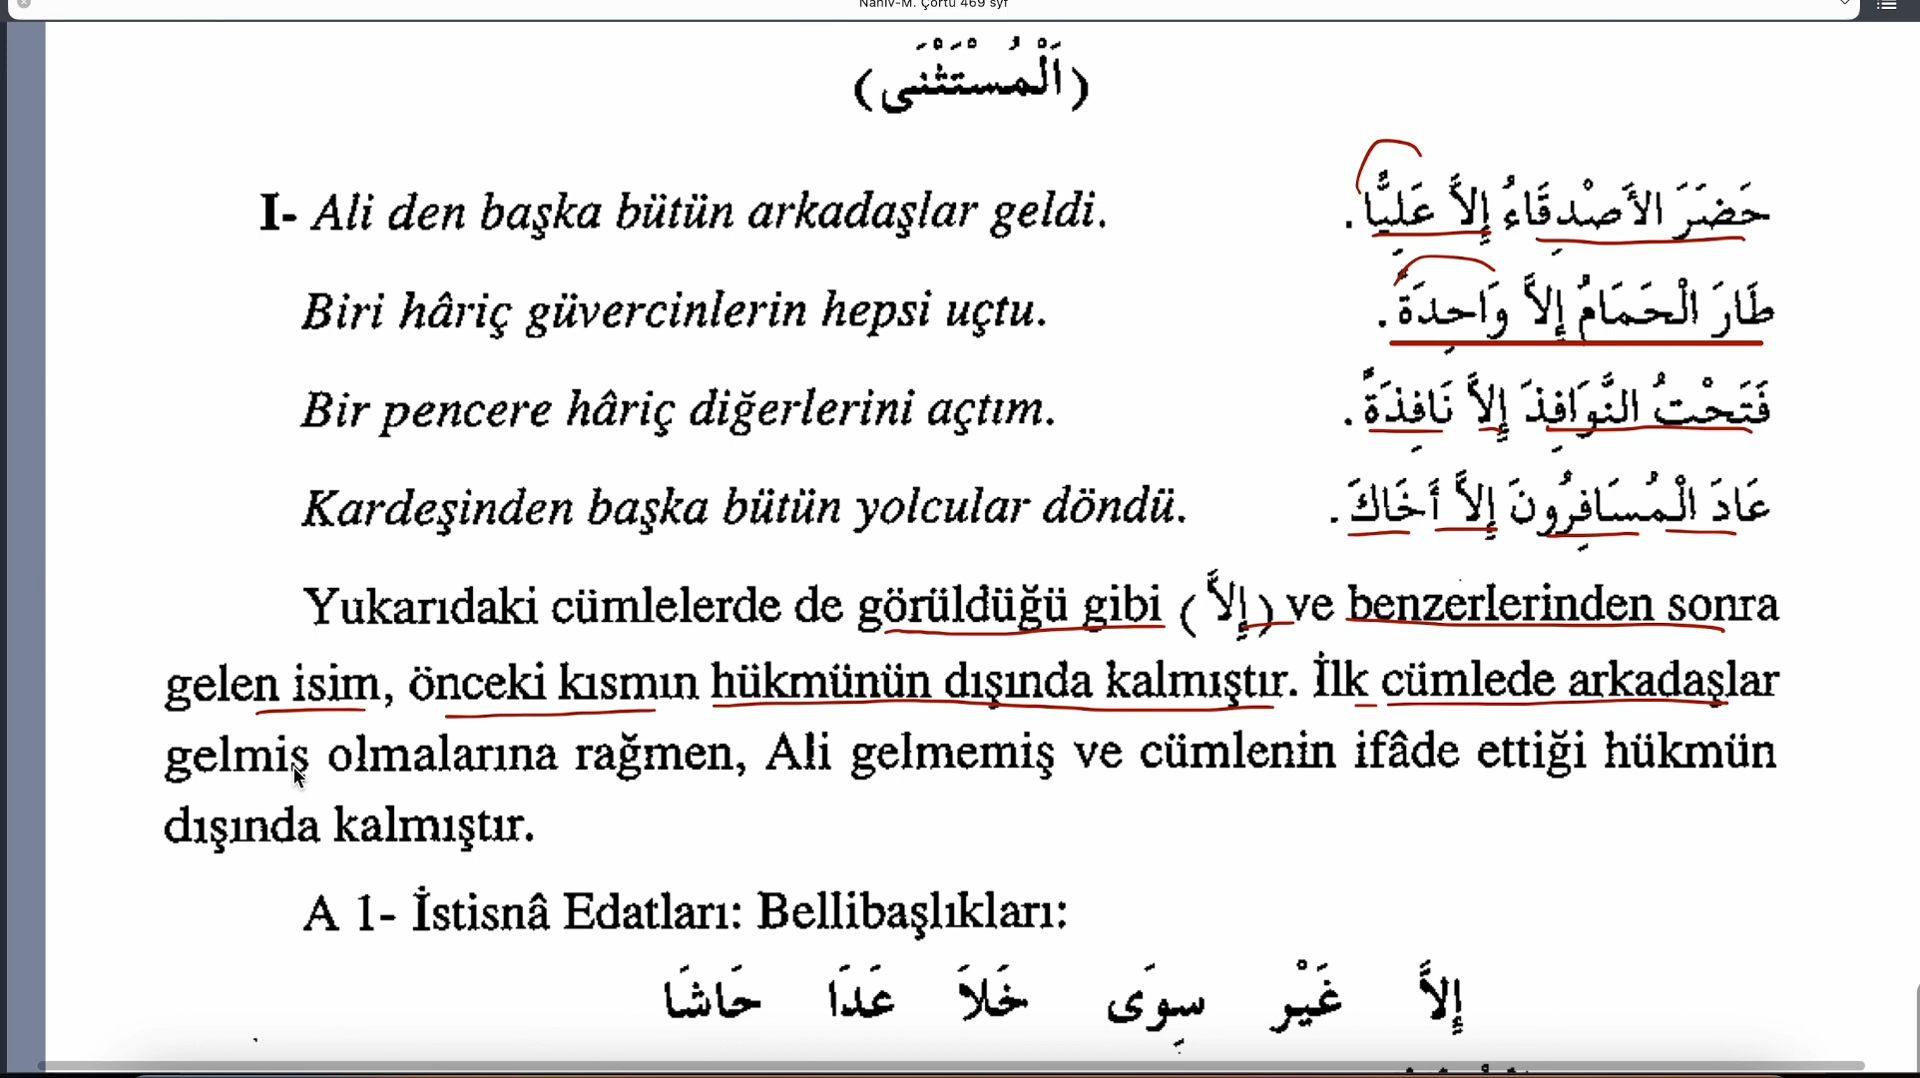 Nahiv-M. Çörtü 469 syf
(اَلْمُسْتَثْنَى)
I- Ali den başka bütün arkadaşlar geldi. حَضَرَ الأَصْدِقَاءُ إِلاَّ عَلِيًّا .
Biri hâriç güvercinlerin hepsi uçtu. طَارَ الْحَمَامُ إِلاَّ وَاحِدَةً .
Bir pencere hâriç diğerlerini açtım. فَتَحْتُ النَّوَافِذَ إِلاَّ نَافِذَةً .
Kardeşinden başka bütün yolcular döndü. عَادَ الْمُسَافِرُونَ إِلاَّ أَخَاكَ .
Yukarıdaki cümlelerde de görüldüğü gibi (إِلاَّ) ve benzerlerinden sonra
gelen isim, önceki kısmın hükmünün dışında kalmıştır. İlk cümlede arkadaşlar
gelmiş olmalarına rağmen, Ali gelmemiş ve cümlenin ifâde ettiği hükmün
dışında kalmıştır.
A 1- İstisnâ Edatları: Bellibaşlıkları:
إِلاَّ غَيْر سِوَى خَلاَ عَدَا حَاشَا